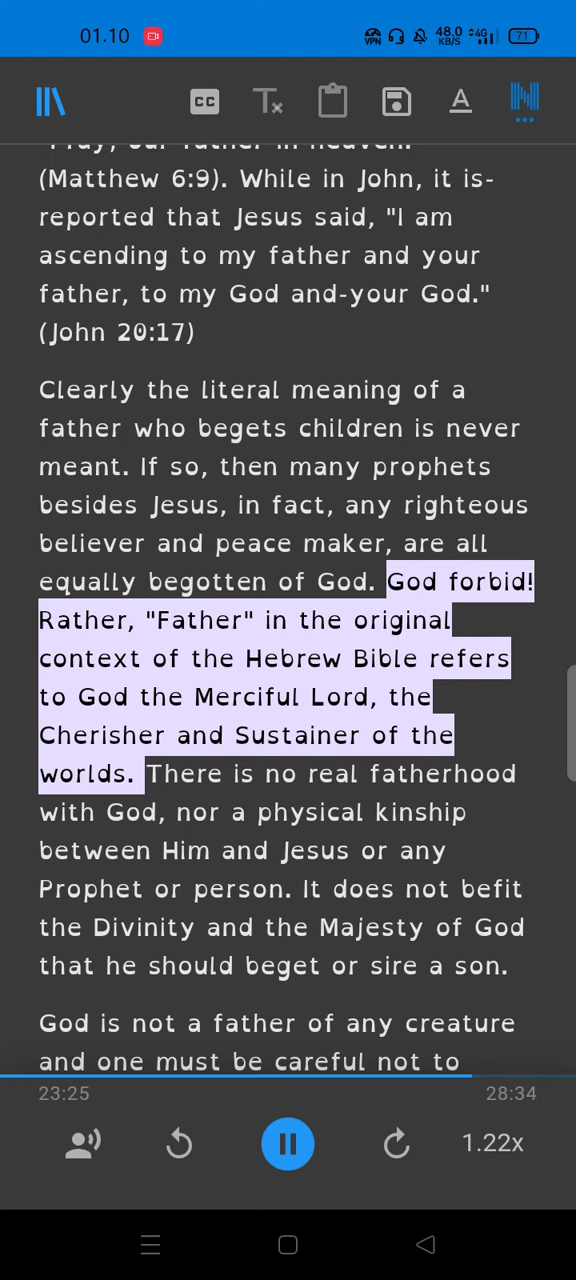 01.10
VPN
48.0
KB/S
4G
71
CC
A
"Pray, our father in heaven."
(Matthew 6:9). While in John, it is-
reported that Jesus said, "I am
ascending to my father and your
father, to my God and-your God."
(John 20:17)
Clearly the literal meaning of a
father who begets children is never
meant. If so, then many prophets
besides Jesus, in fact, any righteous
believer and peace maker, are all
equally begotten of God. God forbid!
Rather, "Father" in the original
context of the Hebrew Bible refers
to God the Merciful Lord, the
Cherisher and Sustainer of the
worlds. There is no real fatherhood
with God, nor a physical kinship
between Him and Jesus or any
Prophet or person. It does not befit
the Divinity and the Majesty of God
that he should beget or sire a son.
God is not a father of any creature
and one must be careful not to
23:25
28:34
1.22x